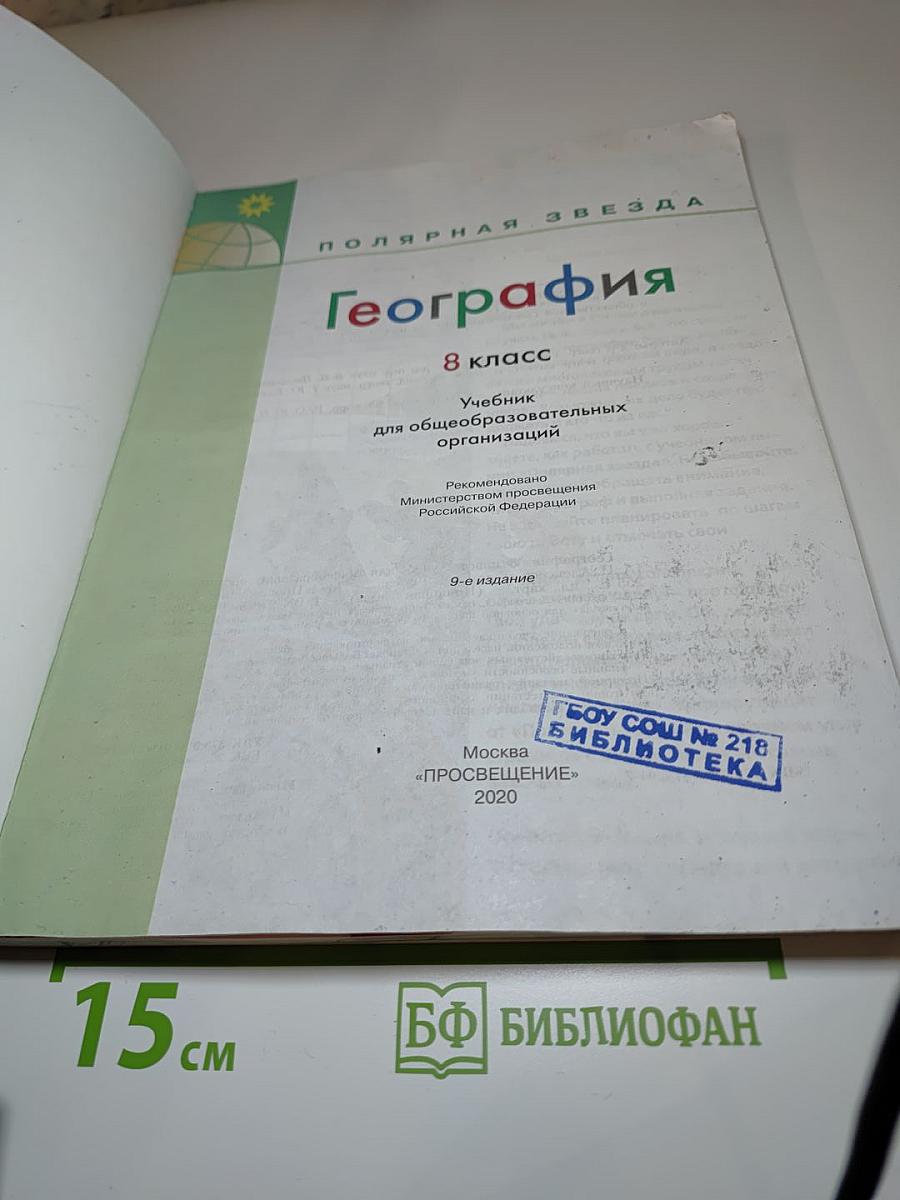 ПОЛЯРНАЯ ЗВЕЗДА
География
8 класс
Учебник
для общеобразовательных
организаций
Рекомендовано
Министерством просвещения
Российской Федерации
9-е издание
ГБОУ СОШ № 218
БИБЛИОТЕКА
Москва
«ПРОСВЕЩЕНИЕ»
2020
15 см
БФ БИБЛИОФАН